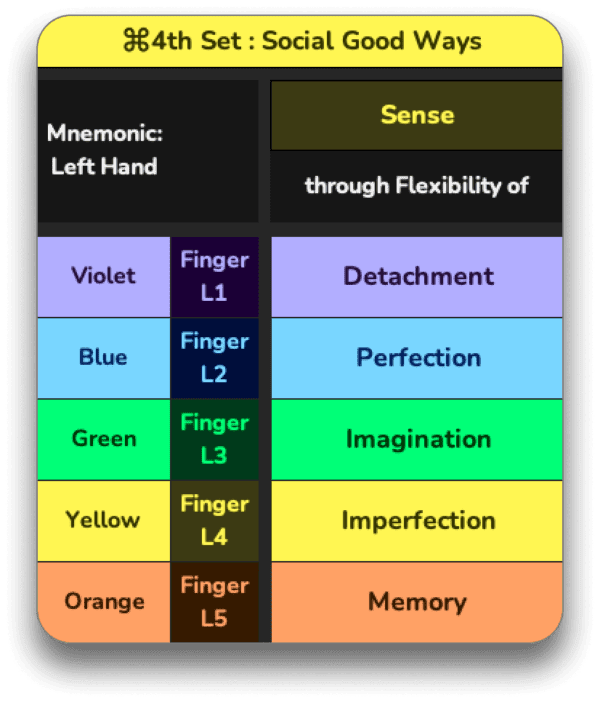 ⌘4th Set : Social Good Ways
Mnemonic:
Left Hand
Sense
through Flexibility of
Violet
Finger
L1
Detachment
Blue
Finger
L2
Perfection
Green
Finger
L3
Imagination
Yellow
Finger
L4
Imperfection
Orange
Finger
L5
Memory